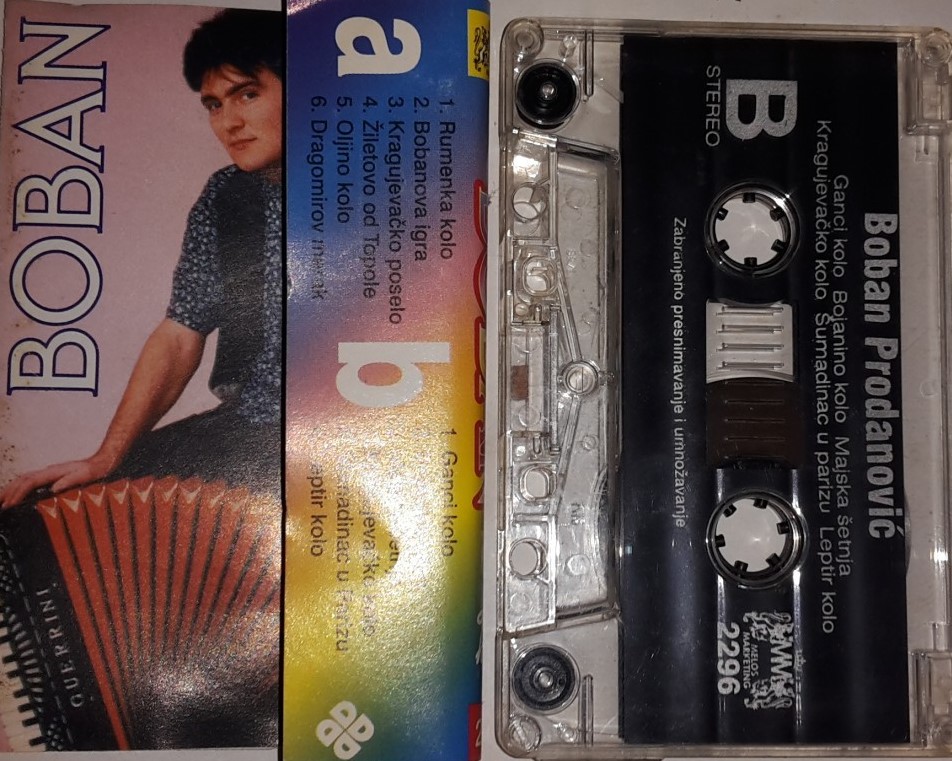 BOBAN
GUERRINI
a
1. Rumenka kolo
2. Bobanova igra
3. Kragujevačko poselo
4. Žiletovo od Topole
5. Oljino kolo
6. Dragomirov
b
1. Ganci kolo
u Parizu
Leptir kolo
B
STEREO
Boban Prodanović
Ganci kolo Bojanino kolo Majska šetnja
Kragujevačko kolo Šumadinac u parizu Leptir kolo
Zabranjeno presnimavanje i umnožavanje
MELOS
MARKETING
2296